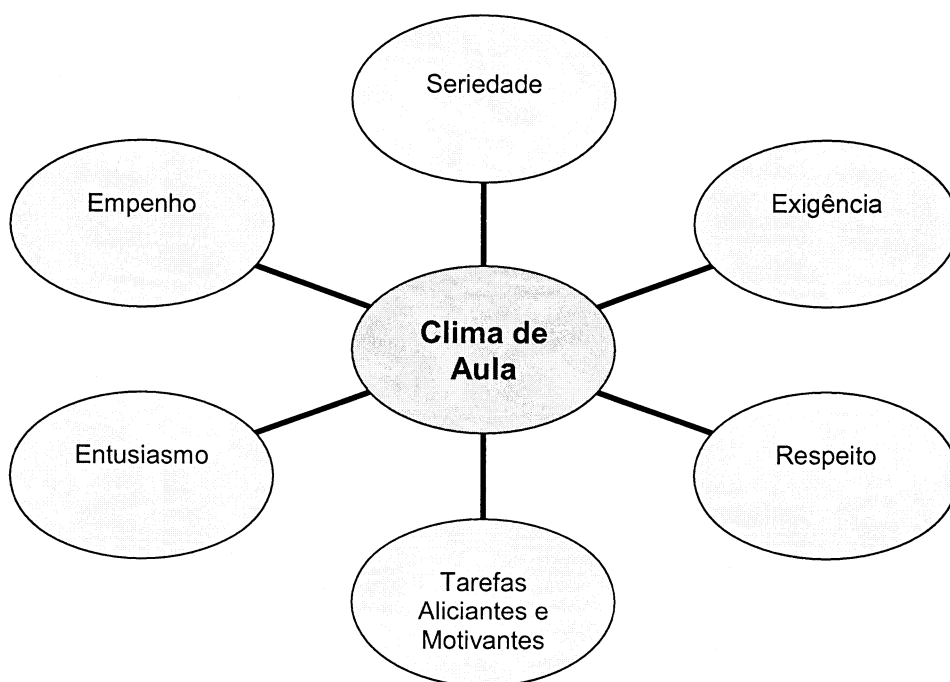 Seriedade
Empenho
Exigência
Clima de
Aula
Entusiasmo
Respeito
Tarefas
Aliciantes e
Motivantes